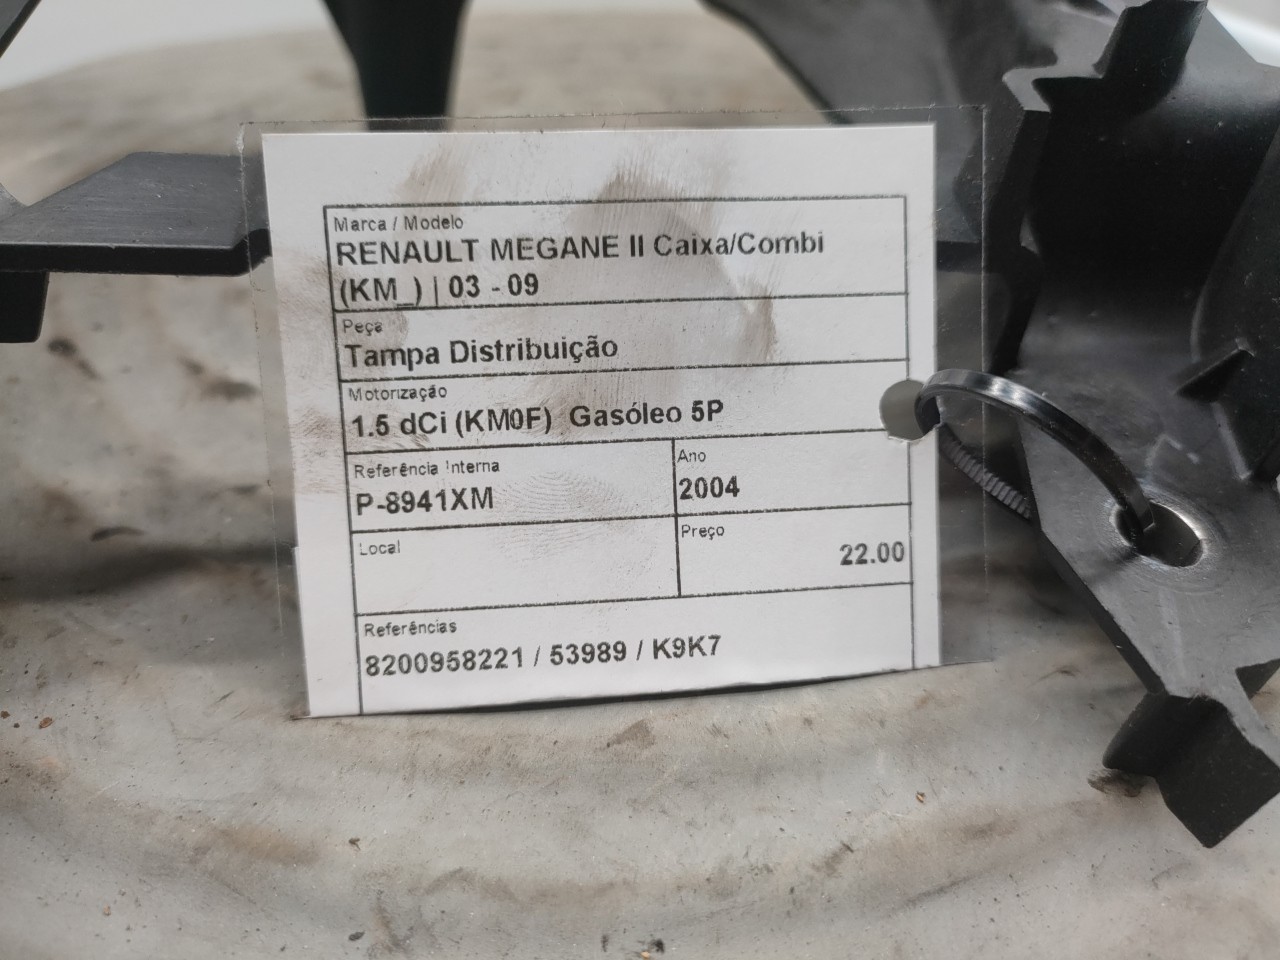 Marca / Modelo
RENAULT MEGANE II Caixa/Combi
(KM_) | 03 - 09
Peça
Tampa Distribuição
Motorização
1.5 dCi (KM0F) Gasóleo 5P
Referência Interna
P-8941XM
Ano
2004
Local
Preço
22.00
Referências
8200958221 / 53989 / K9K7